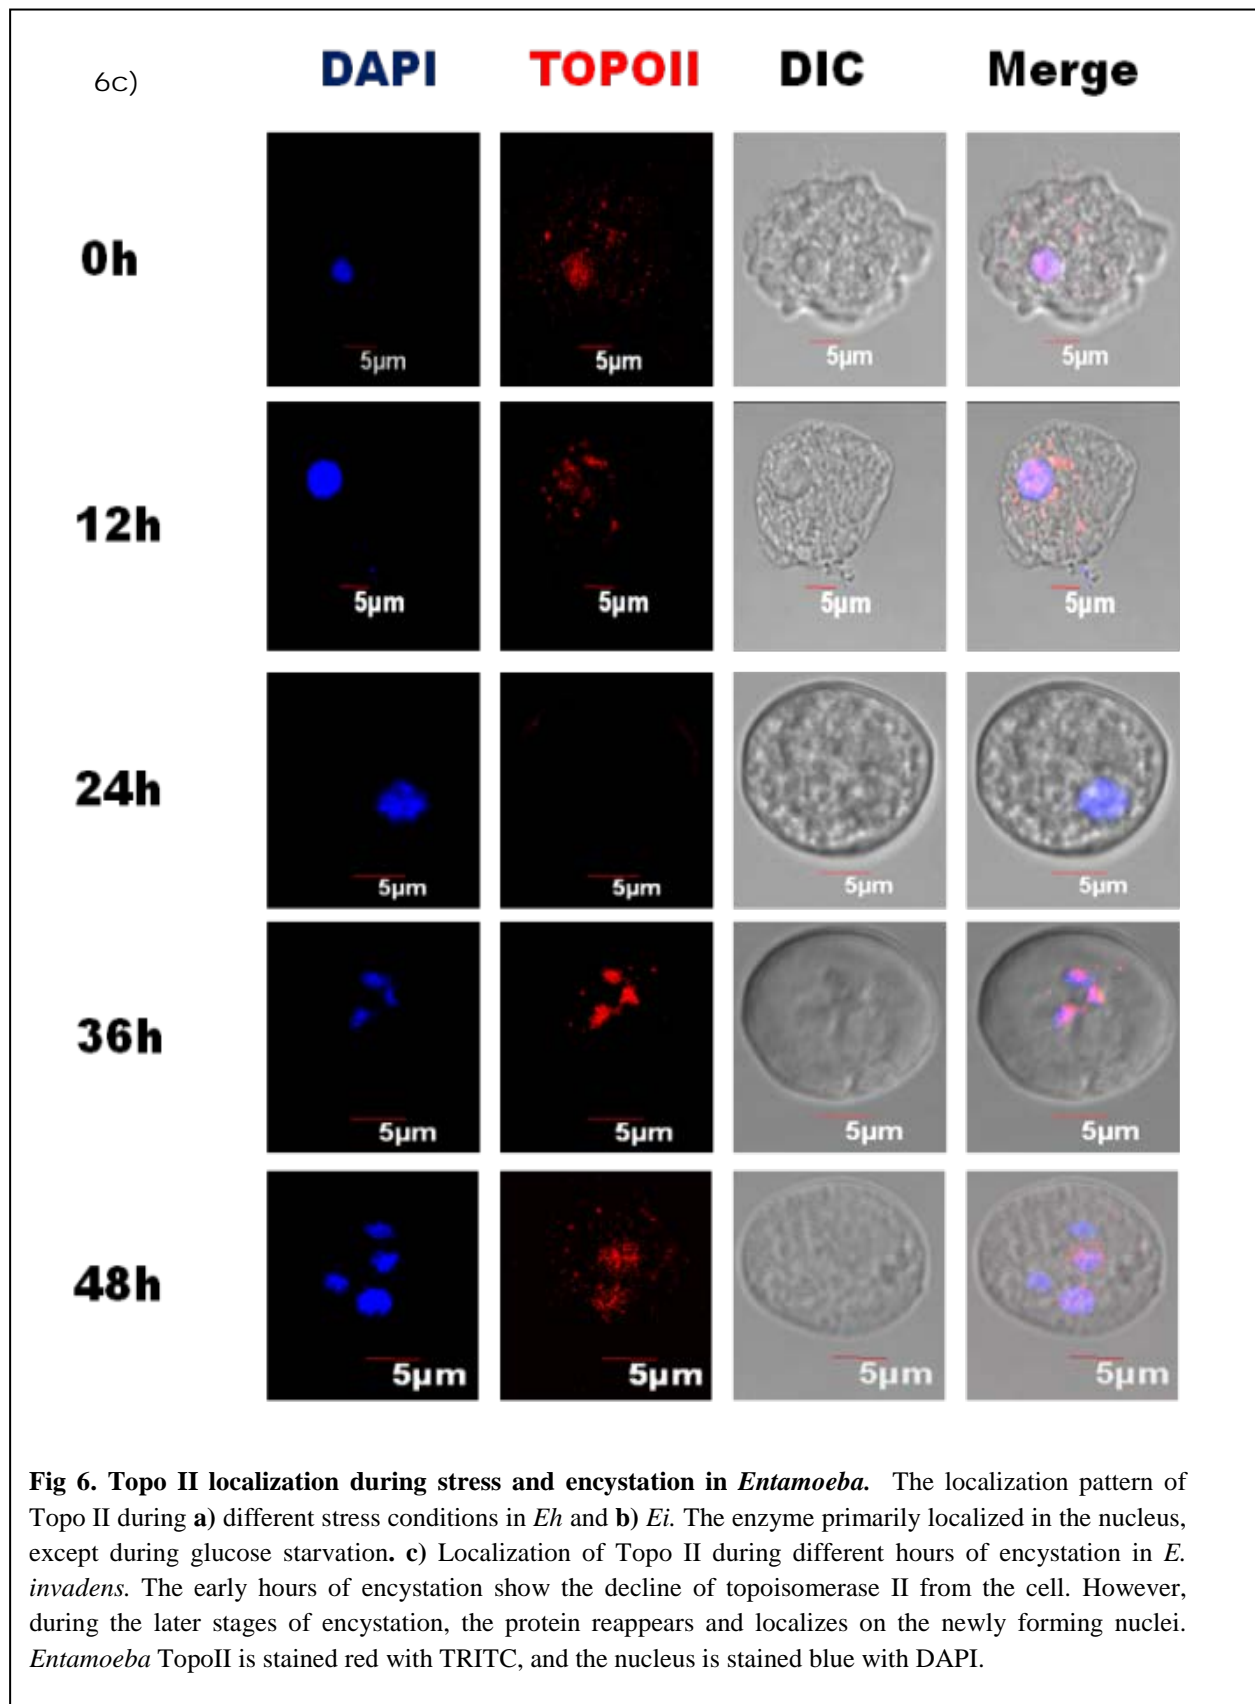 6c)
DAPI TOPOII DIC Merge
0h
5µm 5µm 5µm 5µm
12h
5µm 5µm 5µm 5µm
24h
5µm 5µm 5µm 5µm
36h
5µm 5µm 5µm 5µm
48h
5µm 5µm 5µm 5µm
Fig 6. Topo II localization during stress and encystation in Entamoeba. The localization pattern of
Topo II during a) different stress conditions in Eh and b) Ei. The enzyme primarily localized in the nucleus,
except during glucose starvation. c) Localization of Topo II during different hours of encystation in E.
invadens. The early hours of encystation show the decline of topoisomerase II from the cell. However,
during the later stages of encystation, the protein reappears and localizes on the newly forming nuclei.
Entamoeba TopoII is stained red with TRITC, and the nucleus is stained blue with DAPI.